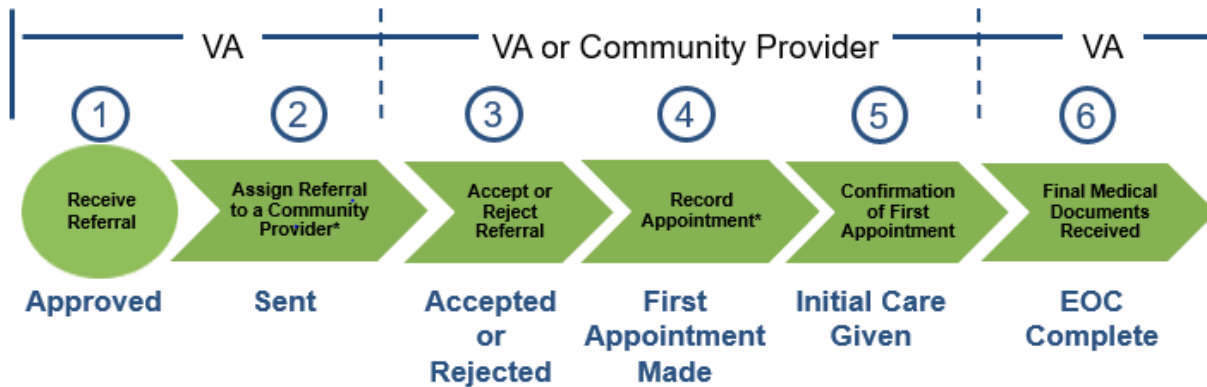 VA
VA or Community Provider
VA
1
2
3
4
5
6
Receive
Referral
Assign Referral
to a Community
Provider*
Accept or
Reject
Referral
Record
Appointment*
Confirmation
of First
Appointment
Final Medical
Documents
Received
Approved
Sent
Accepted
or
Rejected
First
Appointment
Made
Initial Care
Given
EOC
Complete